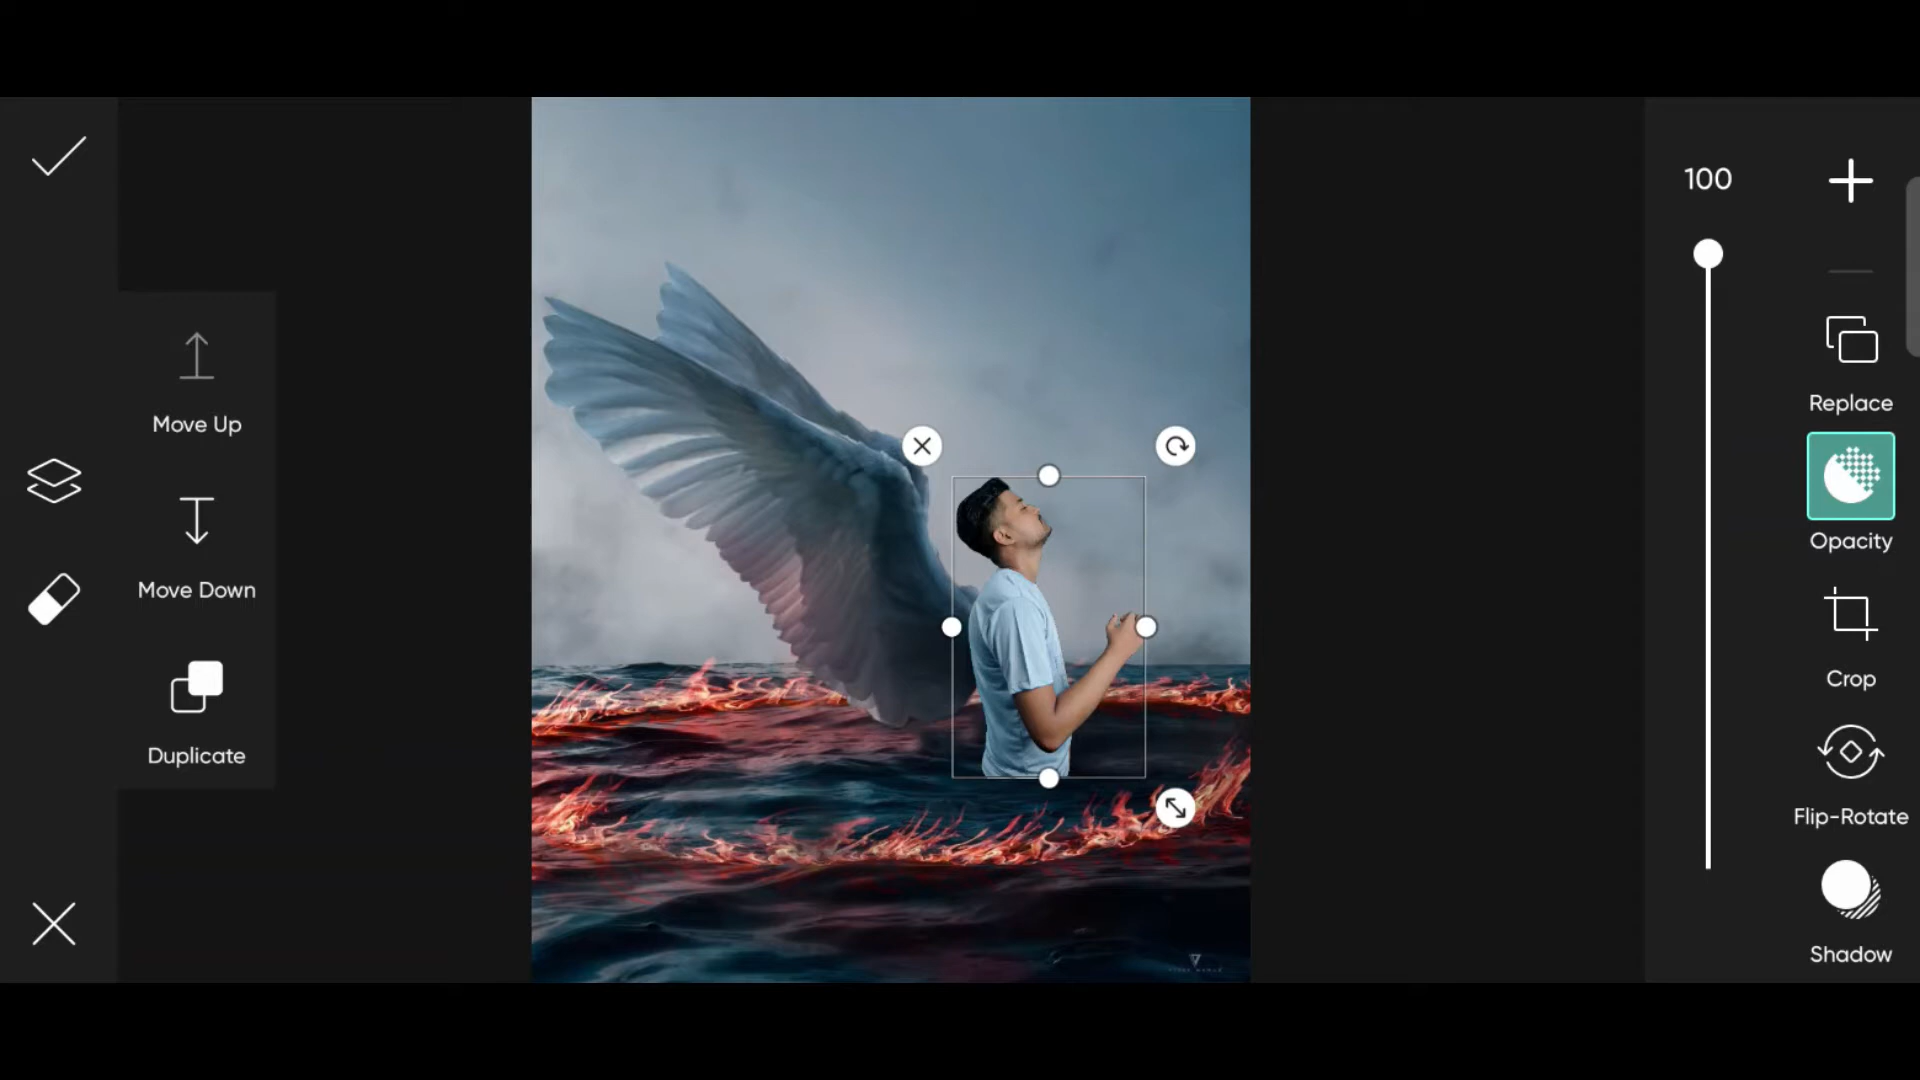 Move Up
Move Down
Duplicate
100
Replace
Opacity
Crop
Flip-Rotate
Shadow